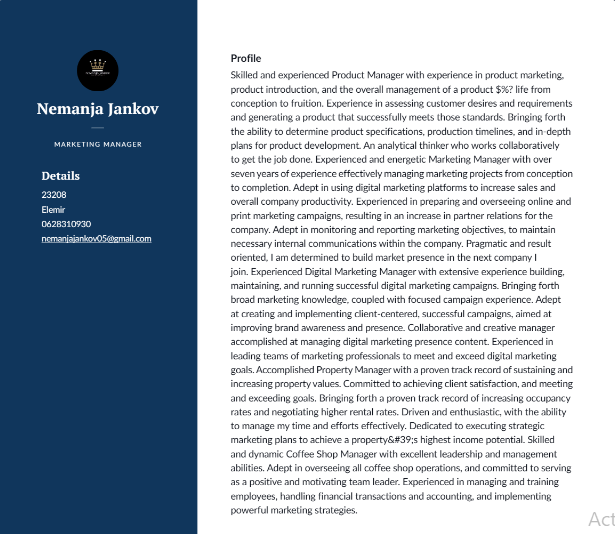 Nemanja Jankov
MARKETING MANAGER
Details
23208
Elemir
0628310930
nemanjajankov05@gmail.com
Profile
Skilled and experienced Product Manager with experience in product marketing,
product introduction, and the overall management of a product $%? life from
conception to fruition. Experience in assessing customer desires and requirements
and generating a product that successfully meets those standards. Bringing forth
the ability to determine product specifications, production timelines, and in-depth
plans for product development. An analytical thinker who works collaboratively
to get the job done. Experienced and energetic Marketing Manager with over
seven years of experience effectively managing marketing projects from conception
to completion. Adept in using digital marketing platforms to increase sales and
overall company productivity. Experienced in preparing and overseeing online and
print marketing campaigns, resulting in an increase in partner relations for the
company. Adept in monitoring and reporting marketing objectives, to maintain
necessary internal communications within the company. Pragmatic and result
oriented, I am determined to build market presence in the next company I
join. Experienced Digital Marketing Manager with extensive experience building,
maintaining, and running successful digital marketing campaigns. Bringing forth
broad marketing knowledge, coupled with focused campaign experience. Adept
at creating and implementing client-centered, successful campaigns, aimed at
improving brand awareness and presence. Collaborative and creative manager
accomplished at managing digital marketing presence content. Experienced in
leading teams of marketing professionals to meet and exceed digital marketing
goals. Accomplished Property Manager with a proven track record of sustaining and
increasing property values. Committed to achieving client satisfaction, and meeting
and exceeding goals. Bringing forth a proven track record of increasing occupancy
rates and negotiating higher rental rates. Driven and enthusiastic, with the ability
to manage my time and efforts effectively. Dedicated to executing strategic
marketing plans to achieve a property&#39;s highest income potential. Skilled
and dynamic Coffee Shop Manager with excellent leadership and management
abilities. Adept in overseeing all coffee shop operations, and committed to serving
as a positive and motivating team leader. Experienced in managing and training
employees, handling financial transactions and accounting, and implementing
powerful marketing strategies.
Act